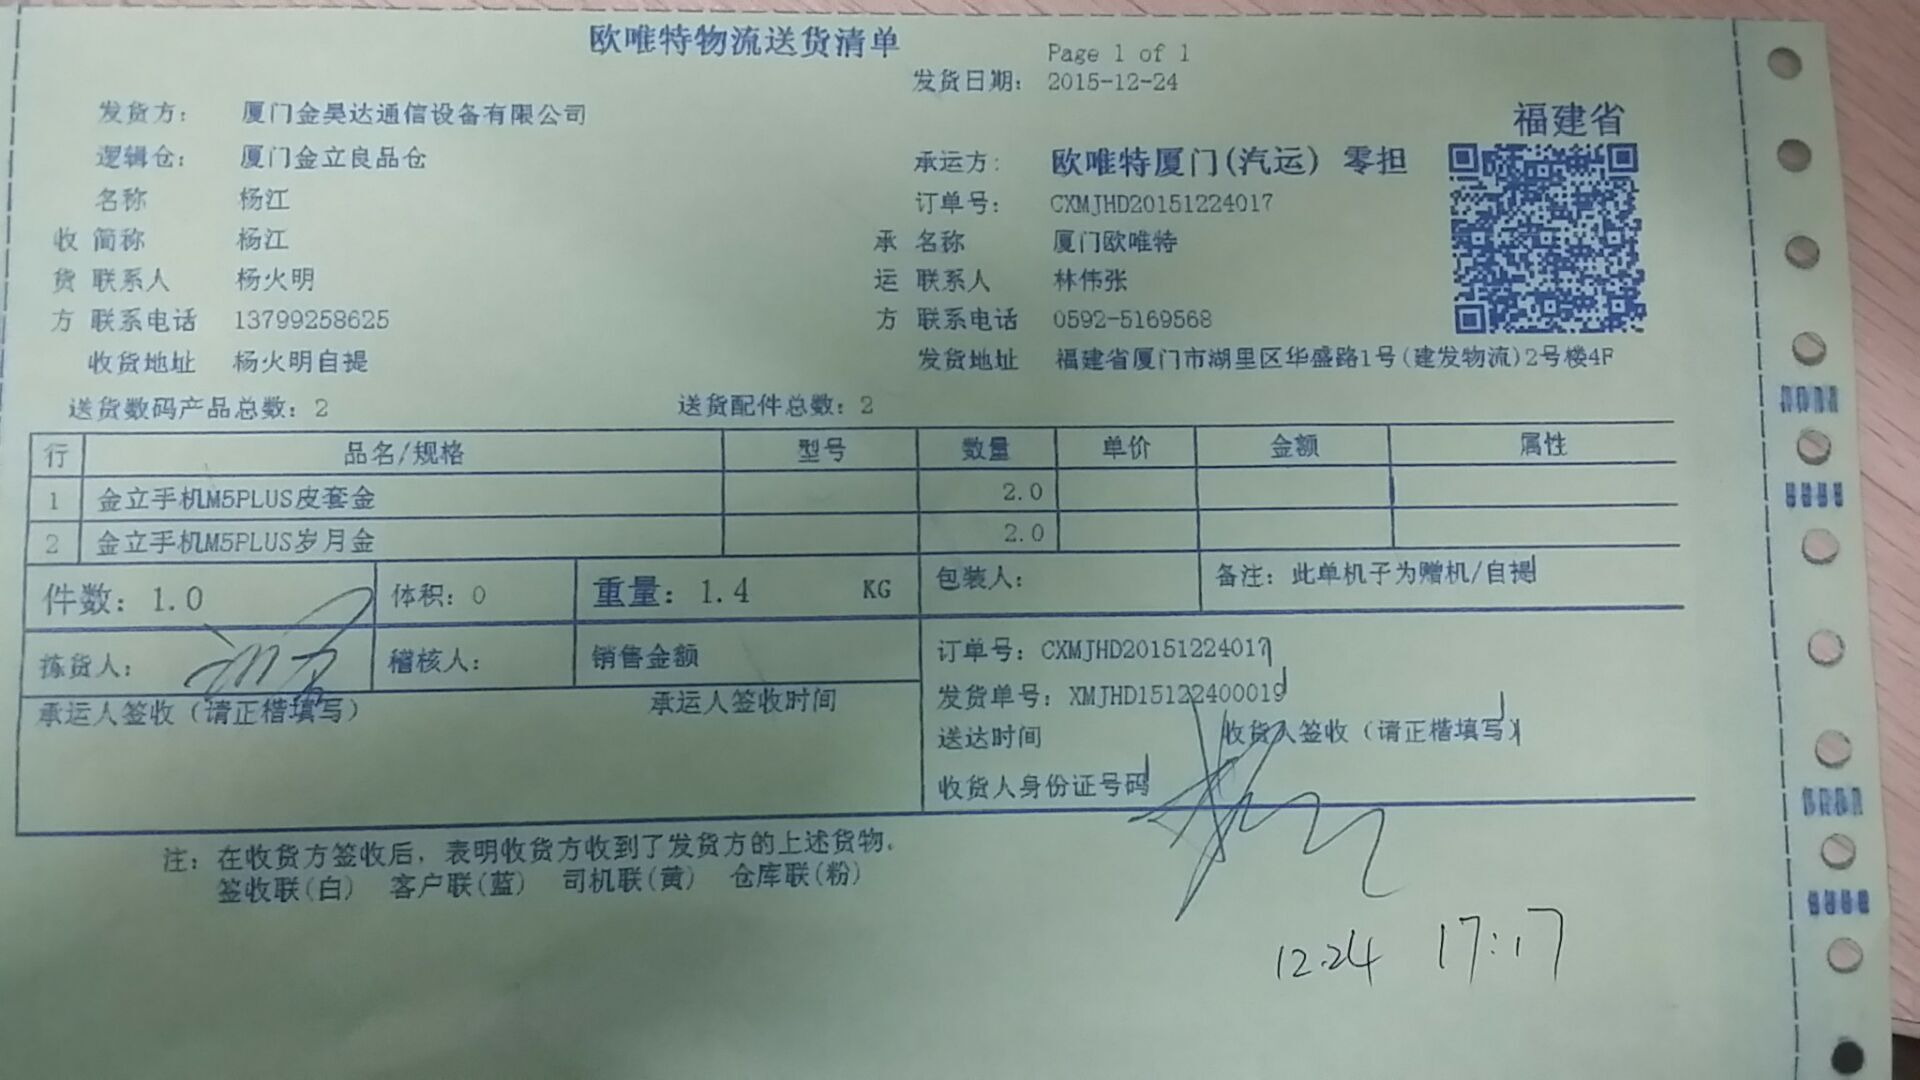 欧唯特物流送货清单
Page 1 of 1
发货日期： 2015-12-24
发货方： 厦门金昊达通信设备有限公司
福建省
逻辑仓： 厦门金立良品仓
承运方： 欧唯特厦门(汽运) 零担
名称 杨江
订单号： CXMJHD20151224017
收 简称 杨江
承 名称 厦门欧唯特
货 联系人 杨火明
运 联系人 林伟张
方 联系电话 13799258625
方 联系电话 0592-5169568
收货地址 杨火明自提
发货地址 福建省厦门市湖里区华盛路1号(建发物流)2号楼4F
送货数码产品总数：2 送货配件总数：2
行 品名/规格 型号 数量 单价 金额 属性
1 金立手机M5PLUS皮套金 2.0
2 金立手机M5PLUS岁月金 2.0
件数：1.0 体积：0 重量：1.4 KG 包装人： 备注：此单机子为赠机/自提
拣货人： 稽核人： 销售金额
订单号：CXMJHD20151224017
承运人签收（请正楷填写） 承运人签收时间
发货单号：XMJHD15122400019
送达时间 收货人签收（请正楷填写）
收货人身份证号码
注：在收货方签收后，表明收货方收到了发货方的上述货物。
签收联(白) 客户联(蓝) 司机联(黄) 仓库联(粉)
12.24 17:17